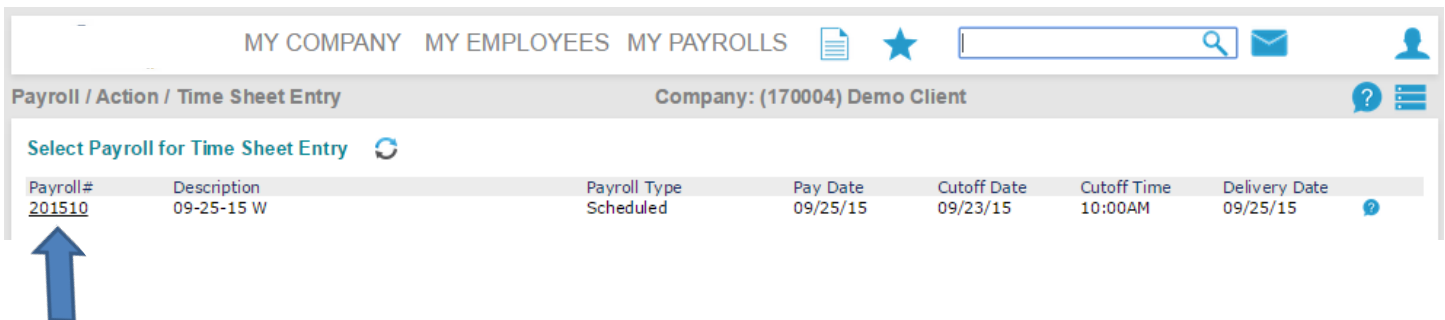 MY COMPANY MY EMPLOYEES MY PAYROLLS
Payroll / Action / Time Sheet Entry Company: (170004) Demo Client ?
Select Payroll for Time Sheet Entry
Payroll# Description Payroll Type Pay Date Cutoff Date Cutoff Time Delivery Date
201510 09-25-15 W Scheduled 09/25/15 09/23/15 10:00AM 09/25/15 ?